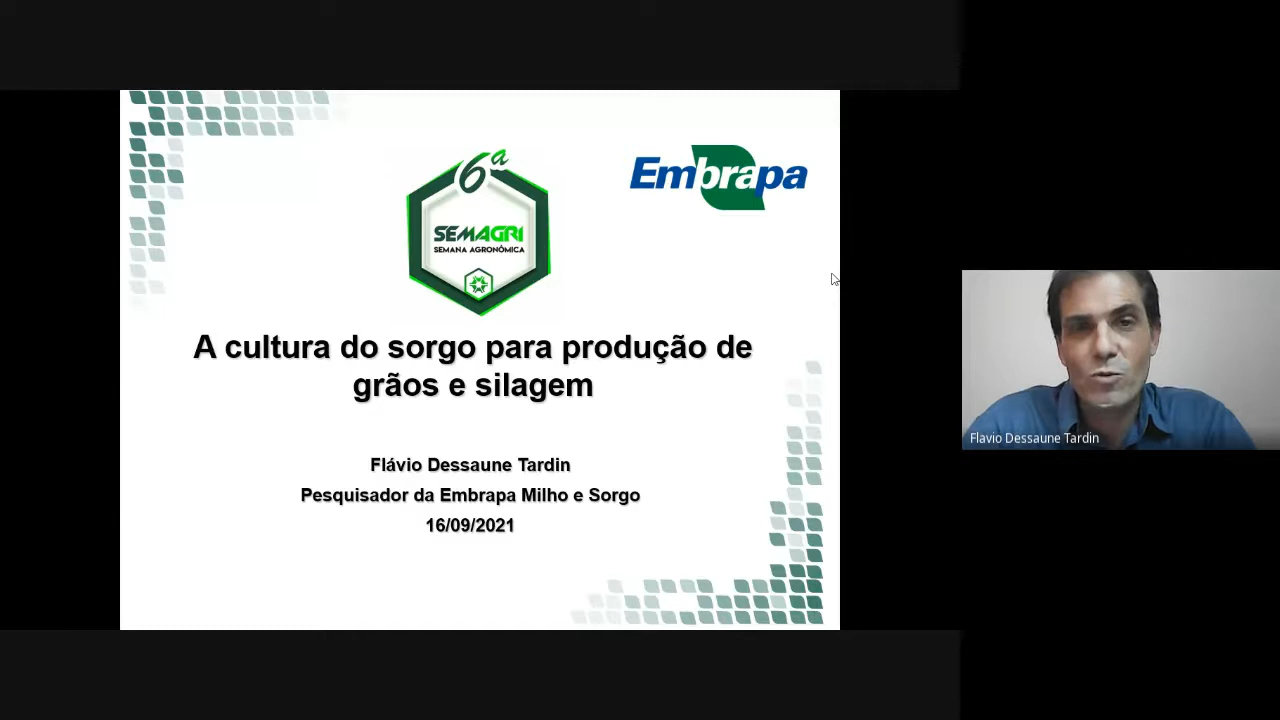 6ª
SEMAGRI
SEMANA AGRONÔMICA
Embrapa
A cultura do sorgo para produção de
grãos e silagem
Flávio Dessaune Tardin
Pesquisador da Embrapa Milho e Sorgo
16/09/2021
Flavio Dessaune Tardin